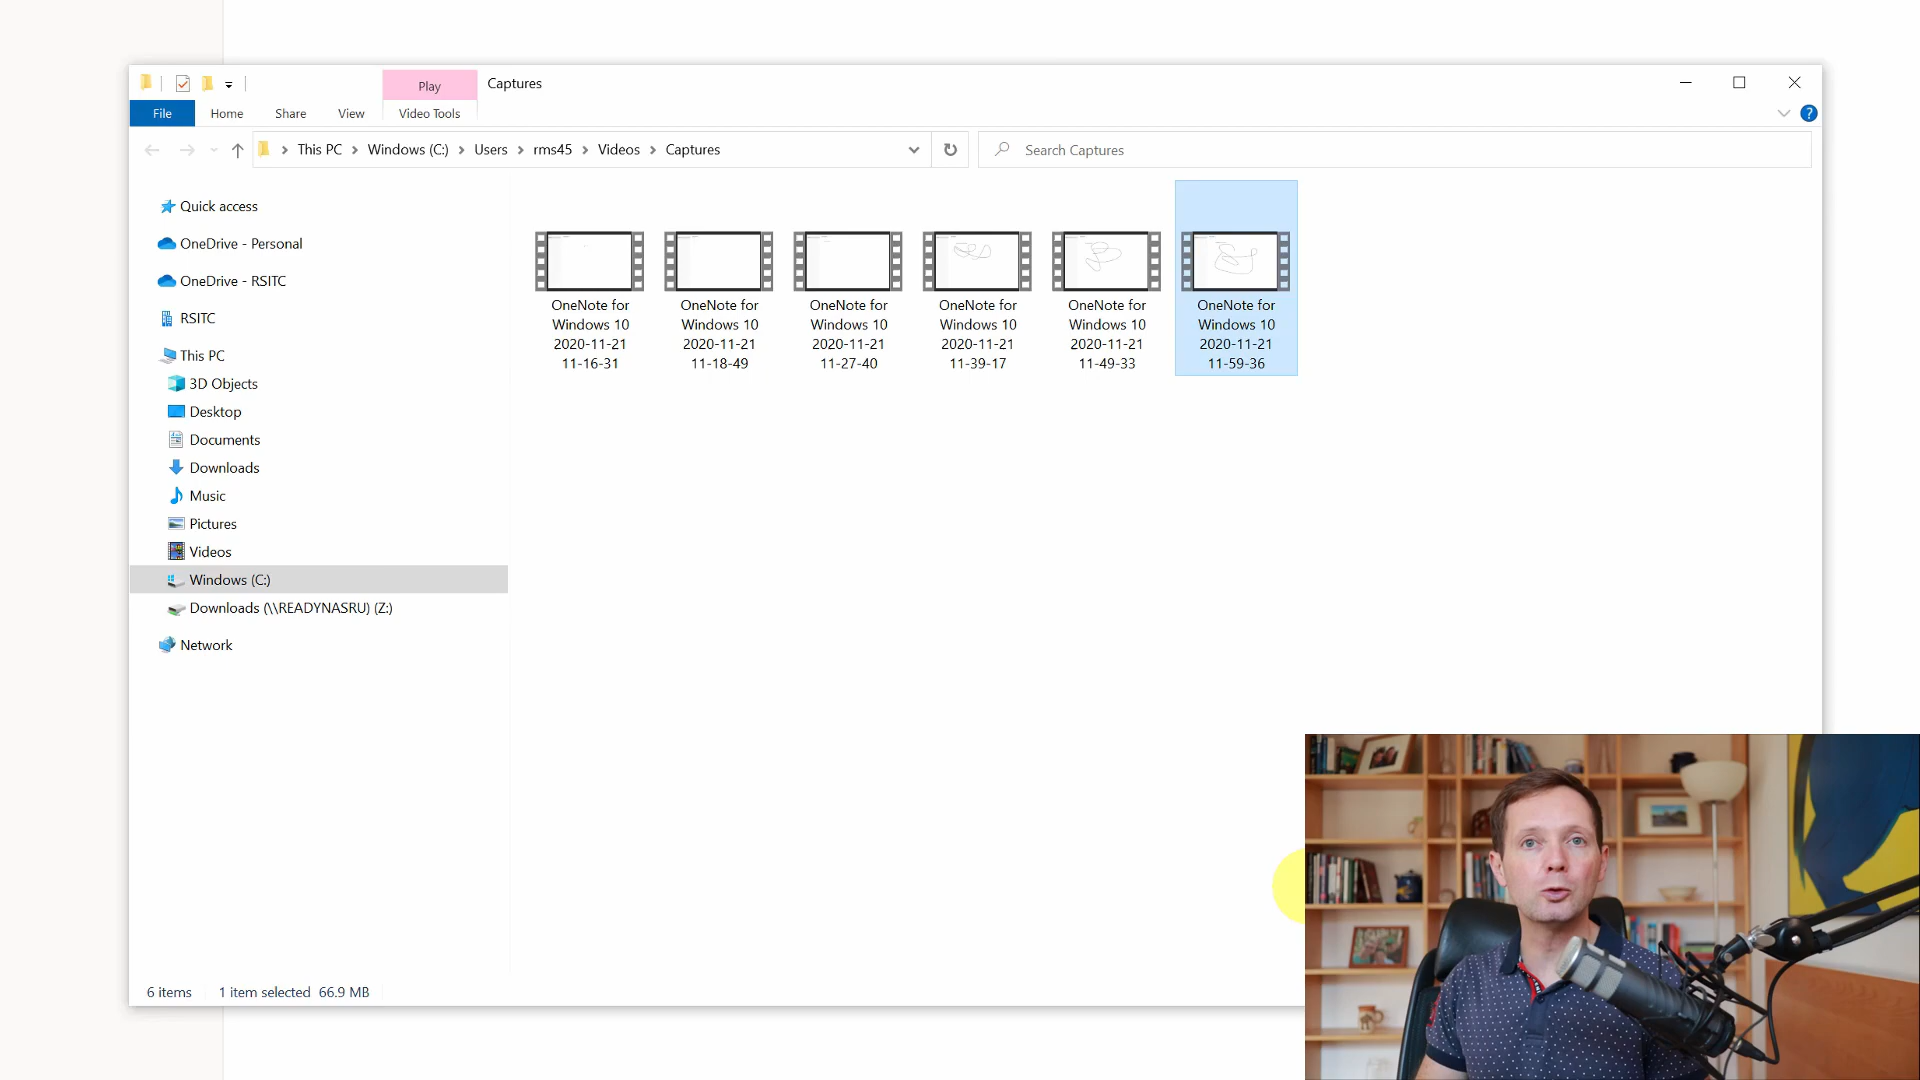 Play
Captures
File
Home
Share
View
Video Tools
This PC
Windows (C:)
Users
rms45
Videos
Captures
Search Captures
Quick access
OneDrive - Personal
OneDrive - RSITC
RSITC
This PC
3D Objects
Desktop
Documents
Downloads
Music
Pictures
Videos
Windows (C:)
Downloads (\\READYNASRU) (Z:)
Network
OneNote for
Windows 10
2020-11-21
11-16-31
OneNote for
Windows 10
2020-11-21
11-18-49
OneNote for
Windows 10
2020-11-21
11-27-40
OneNote for
Windows 10
2020-11-21
11-39-17
OneNote for
Windows 10
2020-11-21
11-49-33
OneNote for
Windows 10
2020-11-21
11-59-36
6 items
1 item selected 66.9 MB